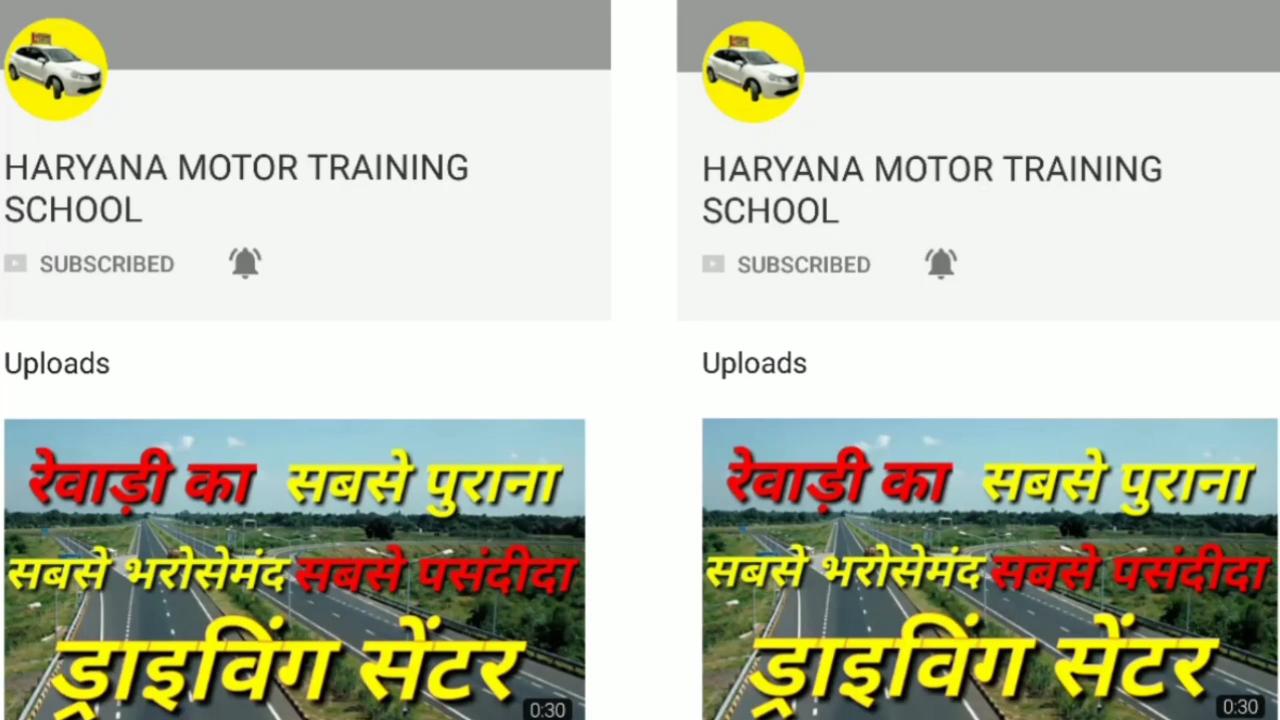 HARYANA MOTOR TRAINING
SCHOOL
SUBSCRIBED
Uploads
रेवाड़ी का सबसे पुराना
सबसे भरोसेमंद सबसे पसंदीदा
ड्राइविंग सेंटर
0:30
HARYANA MOTOR TRAINING
SCHOOL
SUBSCRIBED
Uploads
रेवाड़ी का सबसे पुराना
सबसे भरोसेमंद सबसे पसंदीदा
ड्राइविंग सेंटर
0:30